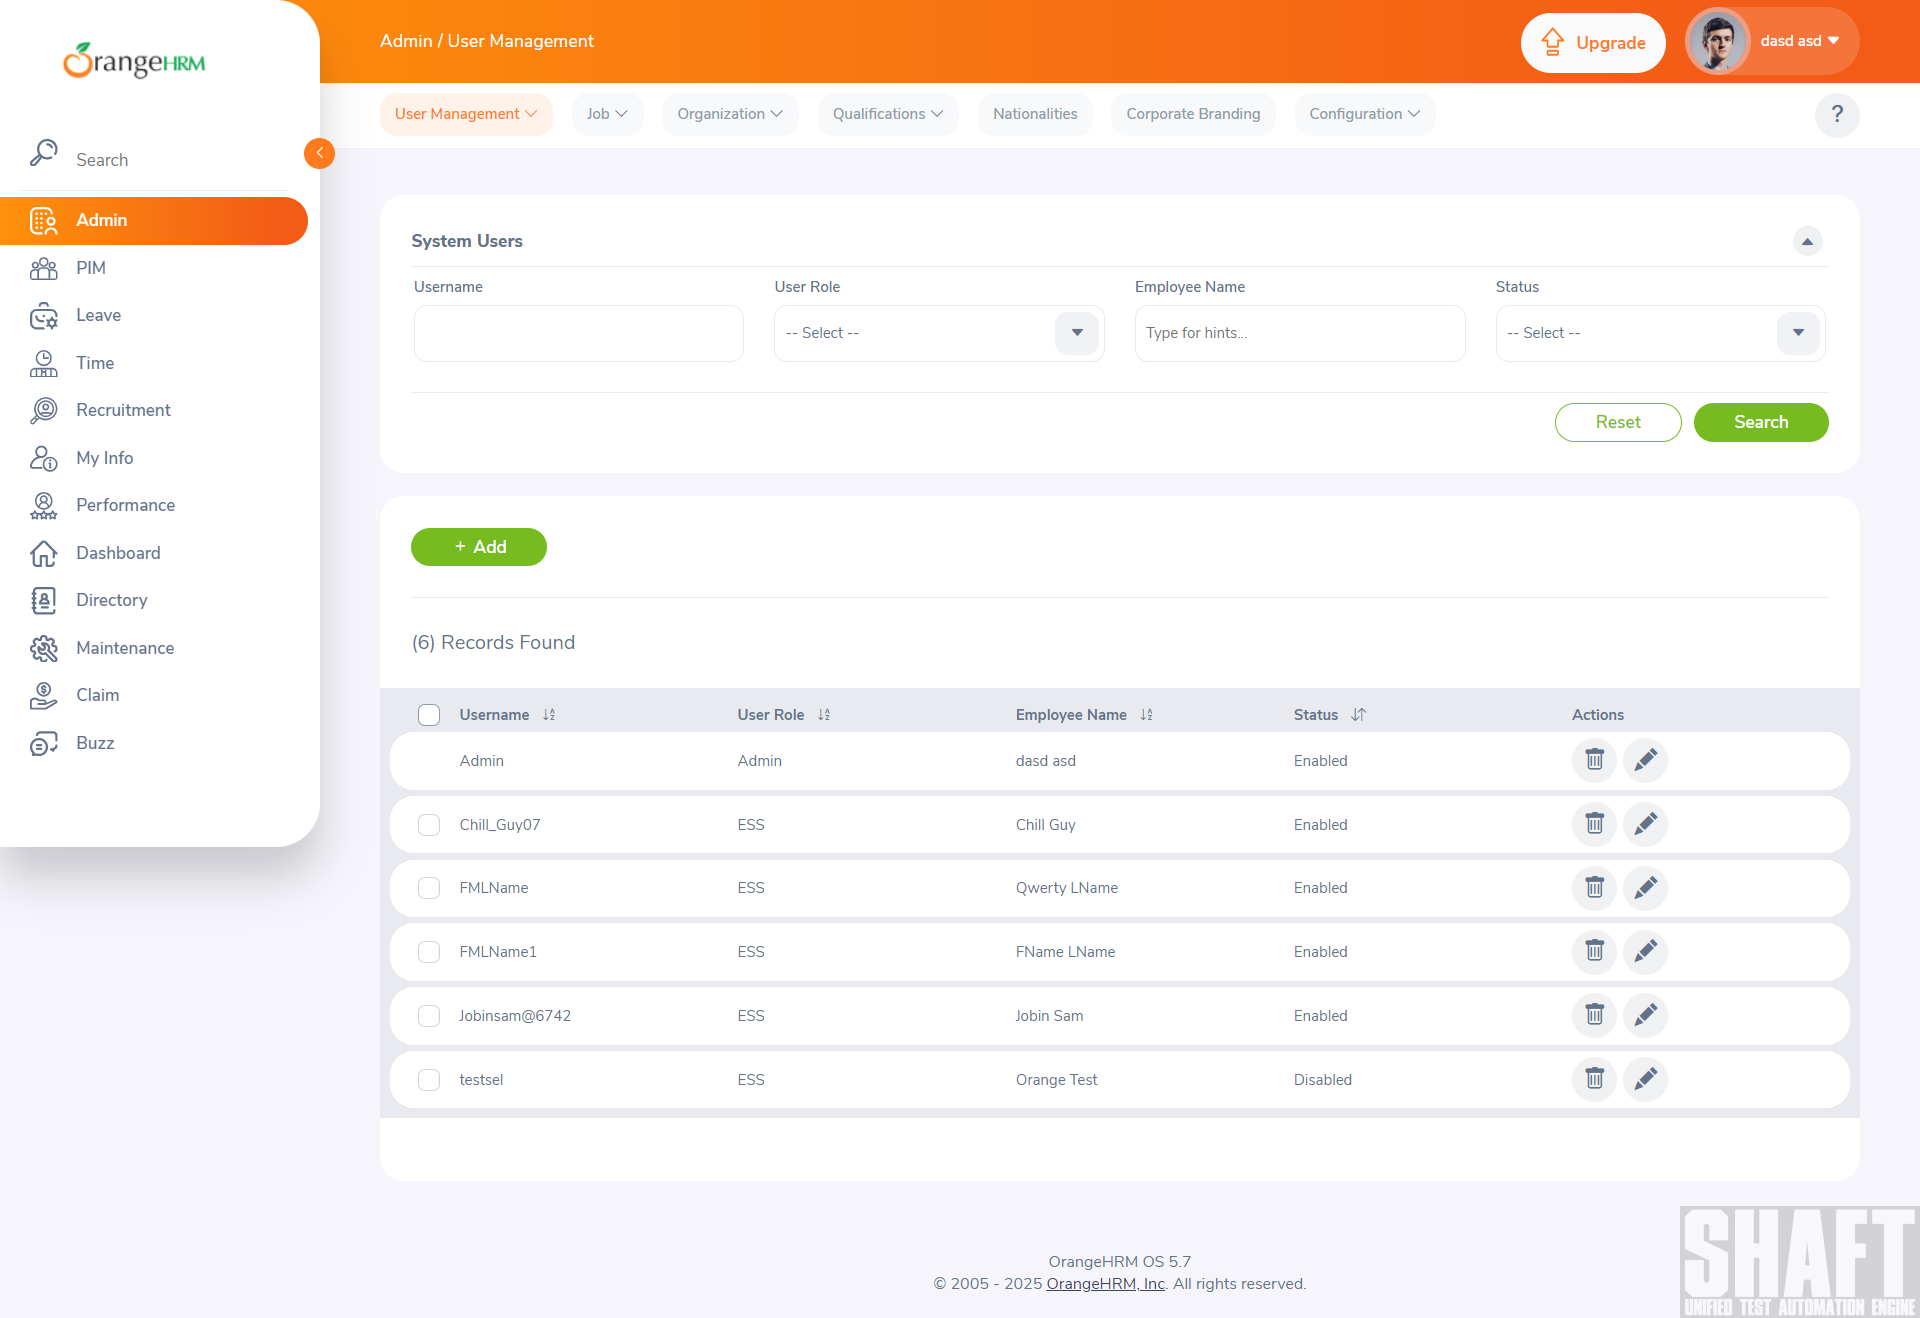 OrangeHRM
Search
Admin
PIM
Leave
Time
Recruitment
My Info
Performance
Dashboard
Directory
Maintenance
Claim
Buzz
Admin / User Management
Upgrade
dasd asd
User Management
Job
Organization
Qualifications
Nationalities
Corporate Branding
Configuration
?
System Users
Username
User Role
Employee Name
Status
-- Select --
Type for hints...
-- Select --
Reset
Search
+ Add
(6) Records Found
Username User Role Employee Name Status Actions
Admin Admin dasd asd Enabled
Chill_Guy07 ESS Chill Guy Enabled
FMLName ESS Qwerty LName Enabled
FMLName1 ESS FName LName Enabled
Jobinsam@6742 ESS Jobin Sam Enabled
testsel ESS Orange Test Disabled
OrangeHRM OS 5.7
© 2005 - 2025 OrangeHRM, Inc. All rights reserved.
SHAFT
UNIFIED TEST AUTOMATION ENGINE